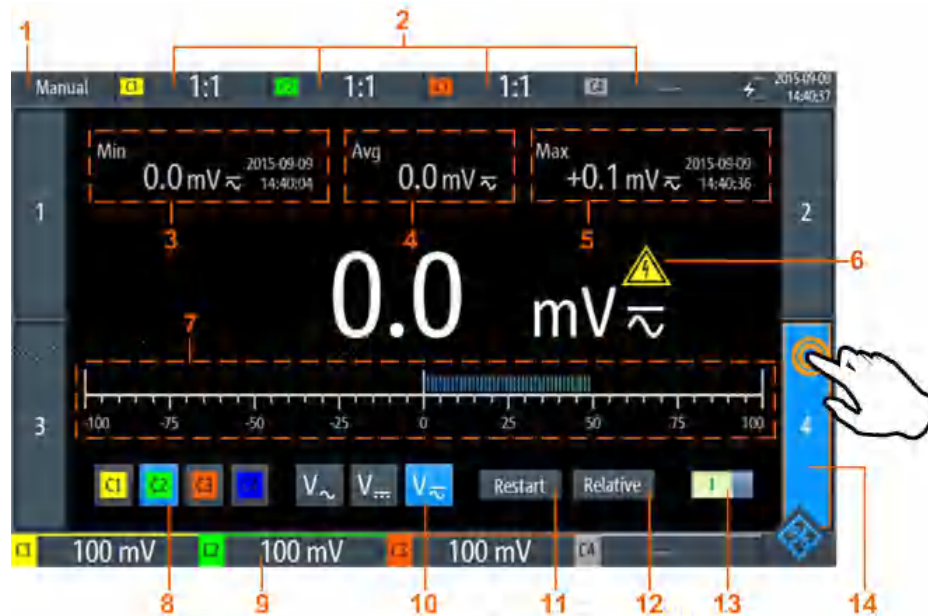 1 2
Manual C1 1:1 C2 1:1 C3 1:1 C4 --- 2015-09-09
14:40:37
Min 0.0 mV 2015-09-09 14:40:04
Avg 0.0 mV
Max +0.1 mV 2015-09-09 14:40:36
1 3 4 5 2
6
0.0 mV
7
-100 -75 -50 -25 0 25 50 75 100
3 4
C1 C2 C3 V V V Restart Relative I
C1 100 mV C2 100 mV C3 100 mV C4 ---
8 9 10 11 12 13 14